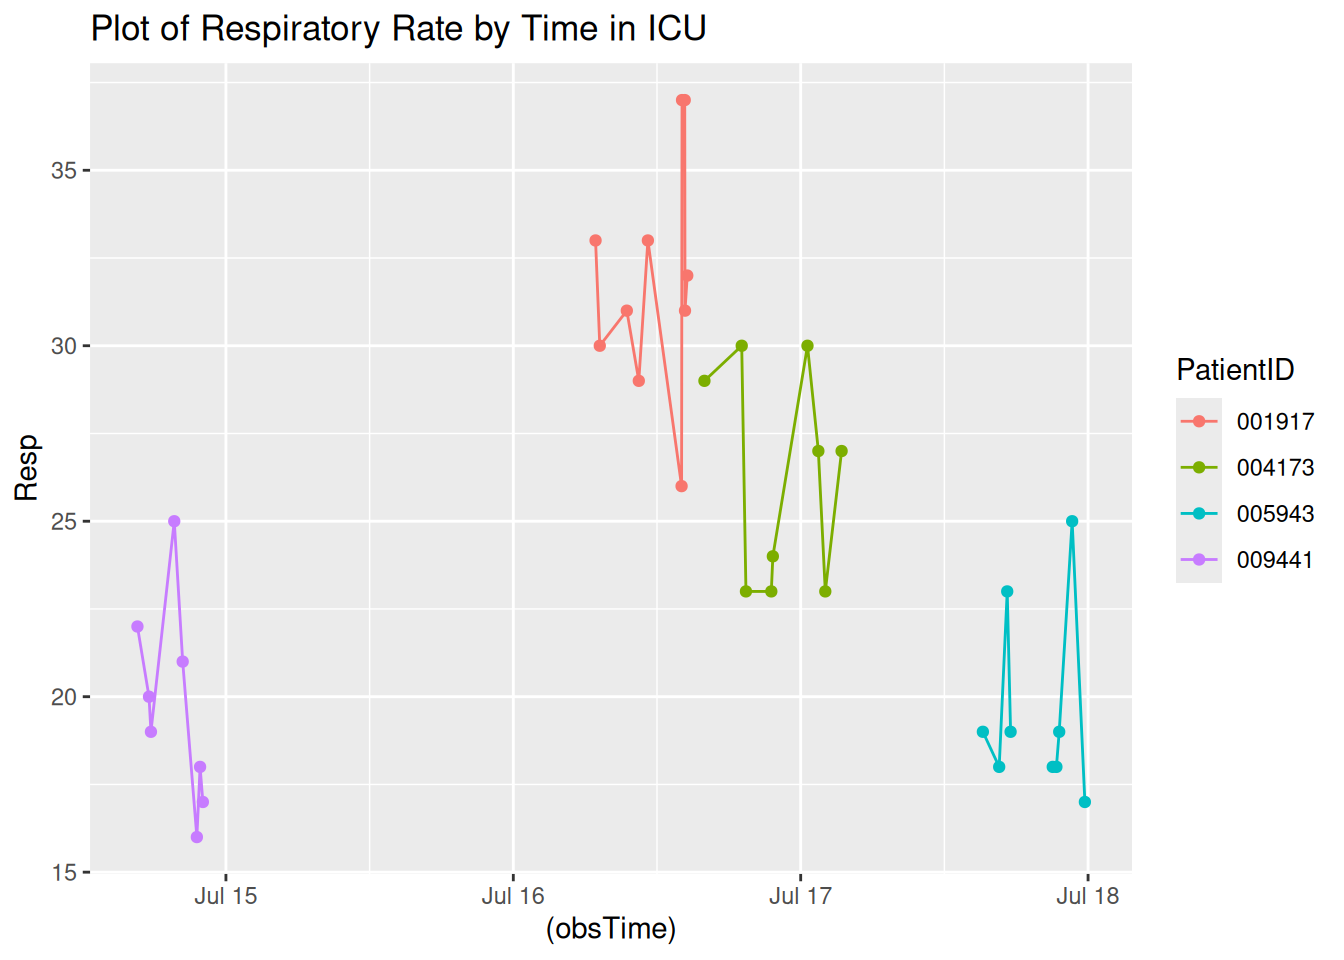 Plot of Respiratory Rate by Time in ICU
35
30
25
20
15
Resp
Jul 15
Jul 16
Jul 17
Jul 18
(obsTime)
PatientID
001917
004173
005943
009441